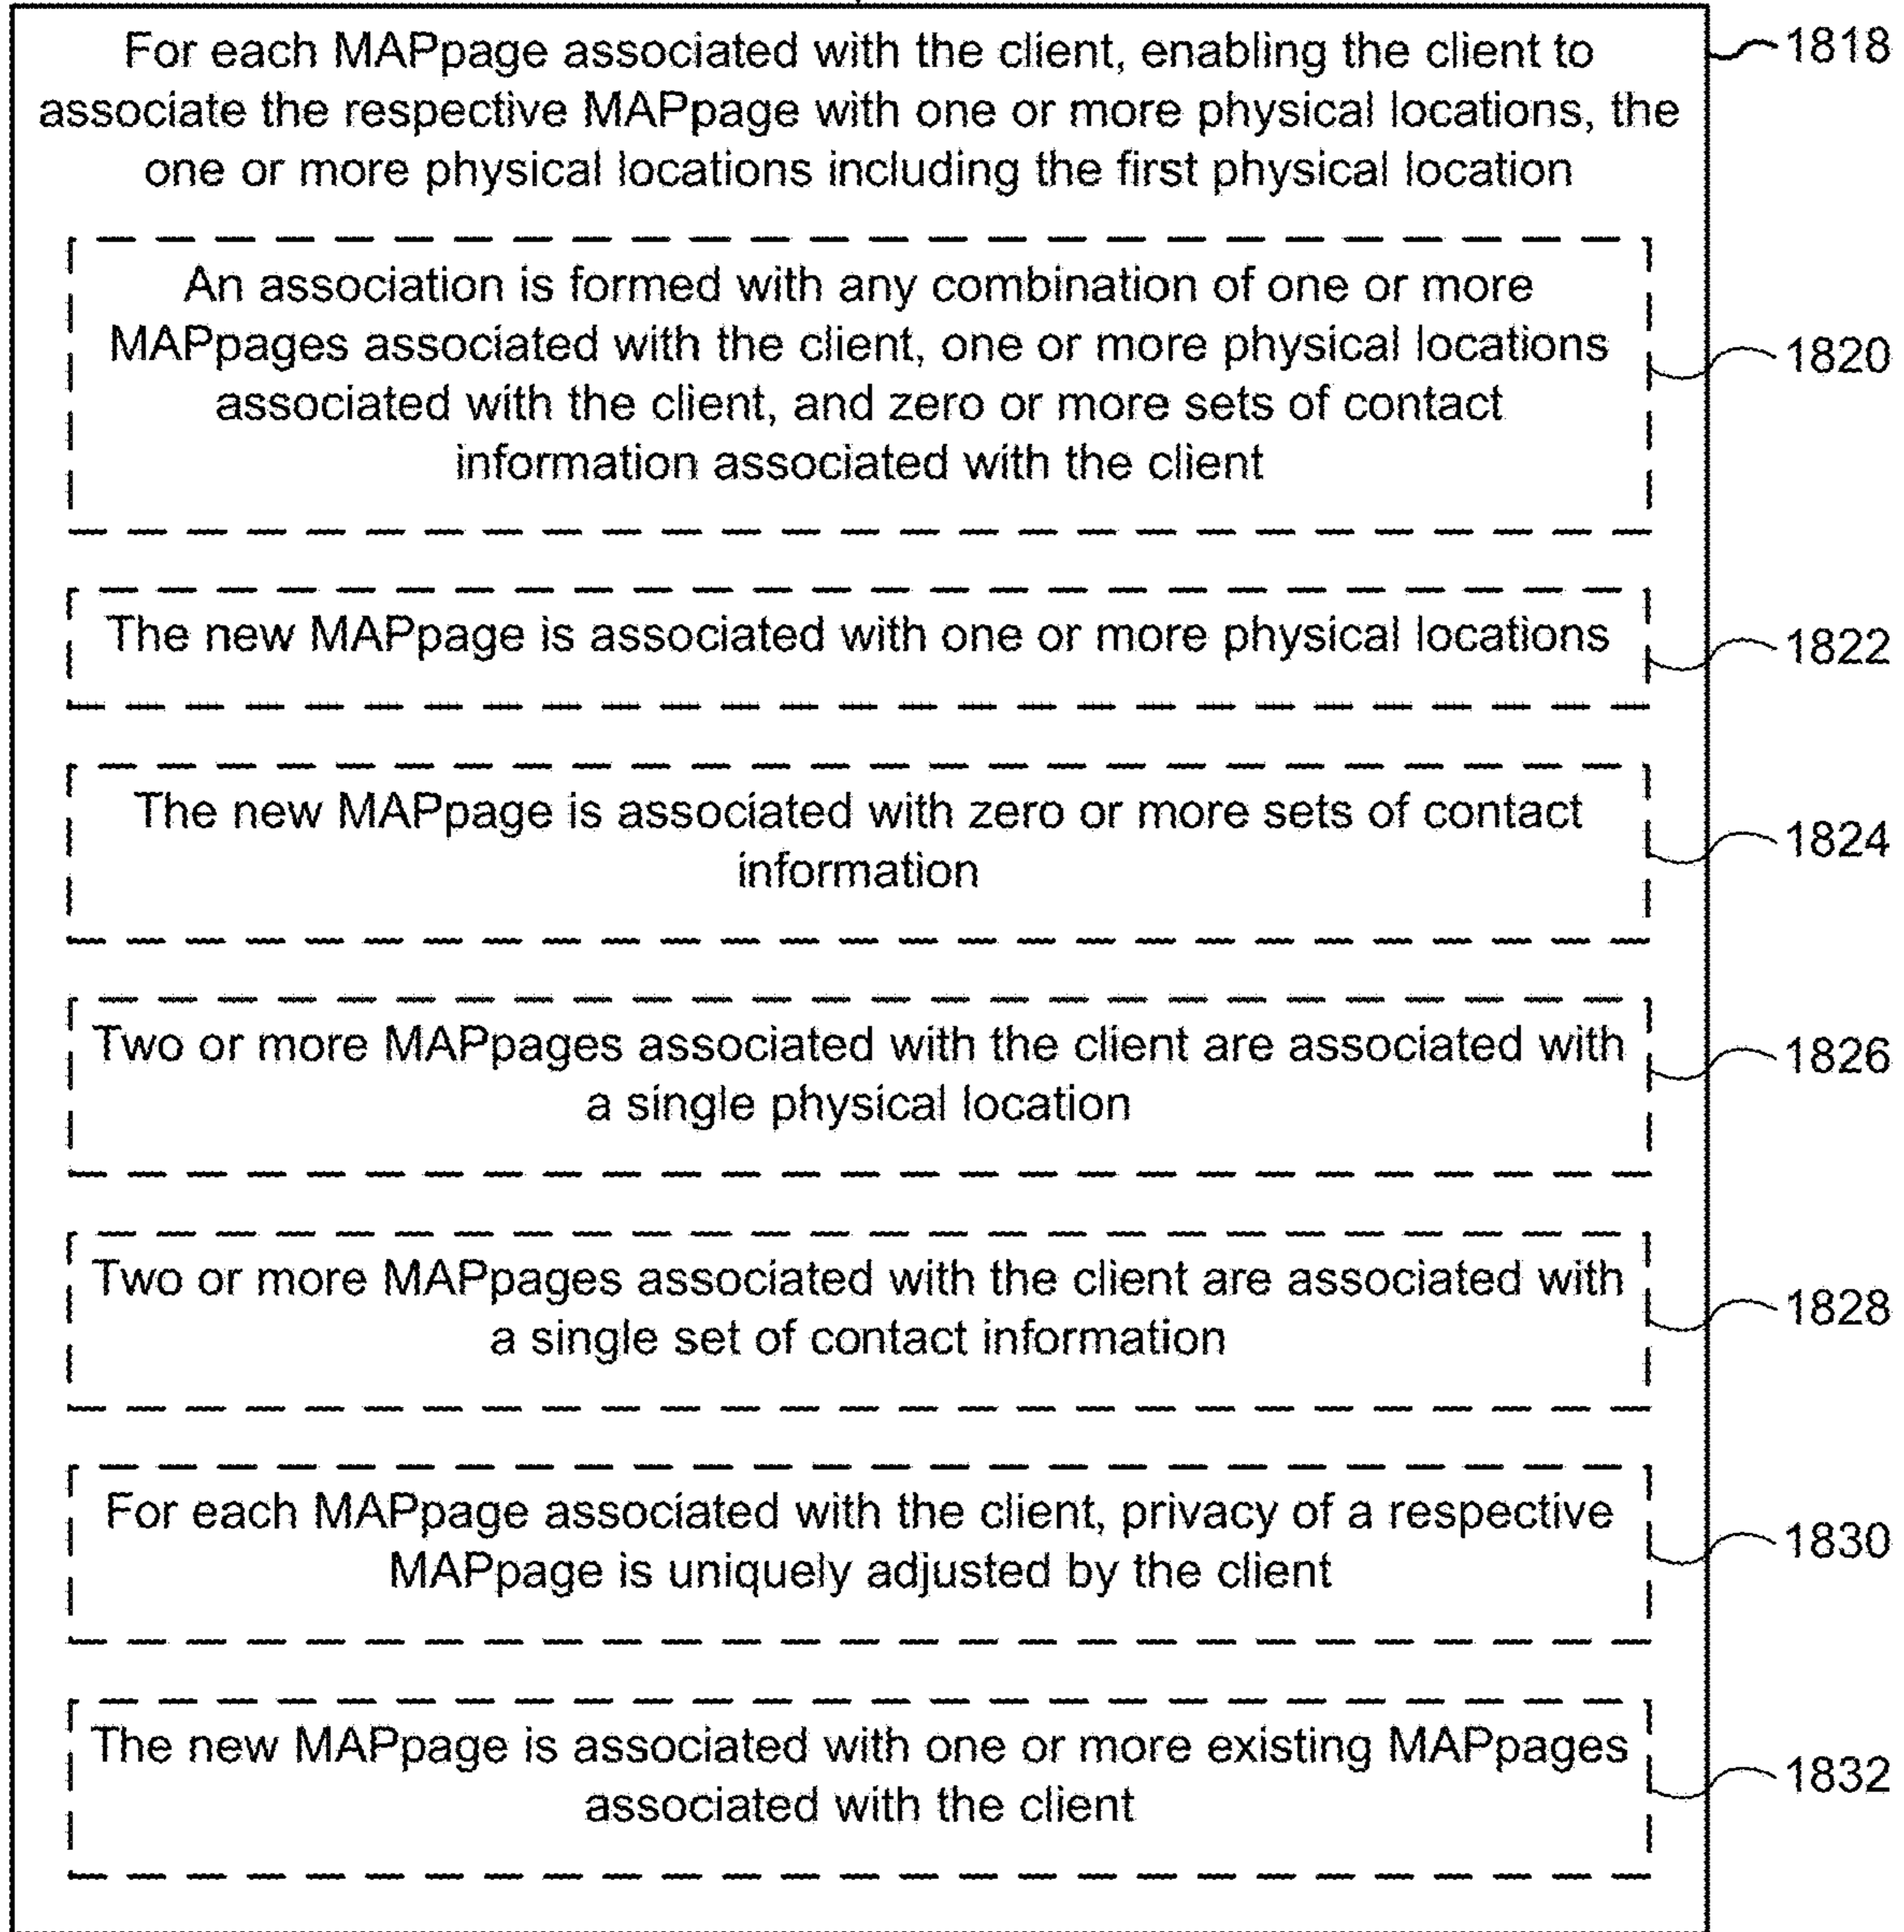 For each MAPpage associated with the client, enabling the client to
associate the respective MAPpage with one or more physical locations, the
one or more physical locations including the first physical location
1818
An association is formed with any combination of one or more
MAPpages associated with the client, one or more physical locations
associated with the client, and zero or more sets of contact
information associated with the client
1820
The new MAPpage is associated with one or more physical locations
1822
The new MAPpage is associated with zero or more sets of contact
information
1824
Two or more MAPpages associated with the client are associated with
a single physical location
1826
Two or more MAPpages associated with the client are associated with
a single set of contact information
1828
For each MAPpage associated with the client, privacy of a respective
MAPpage is uniquely adjusted by the client
1830
The new MAPpage is associated with one or more existing MAPpages
associated with the client
1832